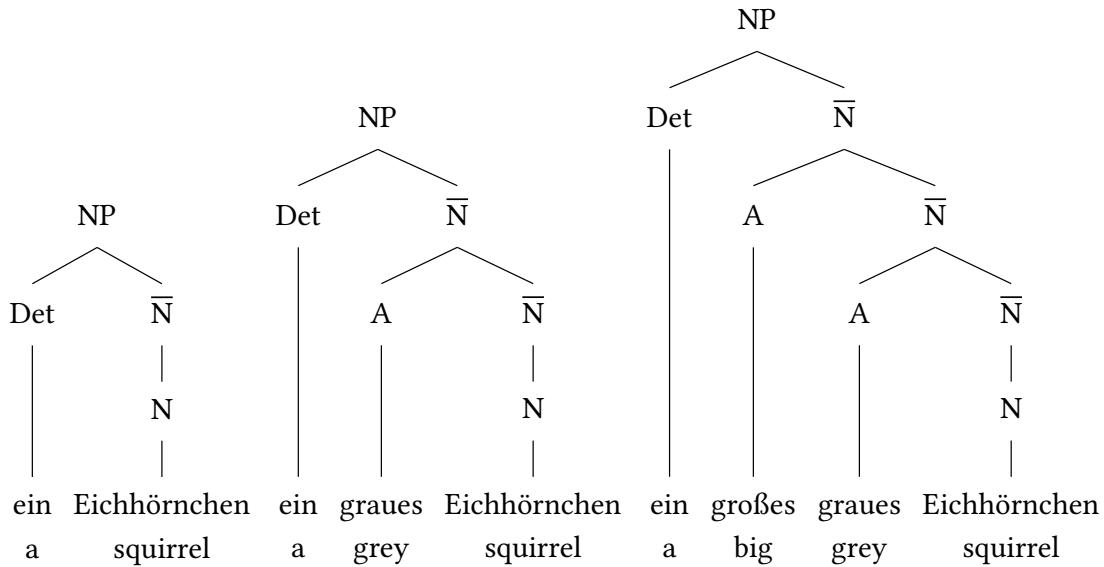 NP
NP
Det N̅
NP
Det N̅
A N̅
Det N̅
A N̅
A N̅
N
N
N
ein Eichhörnchen ein graues Eichhörnchen ein großes graues Eichhörnchen
a squirrel a grey squirrel a big grey squirrel